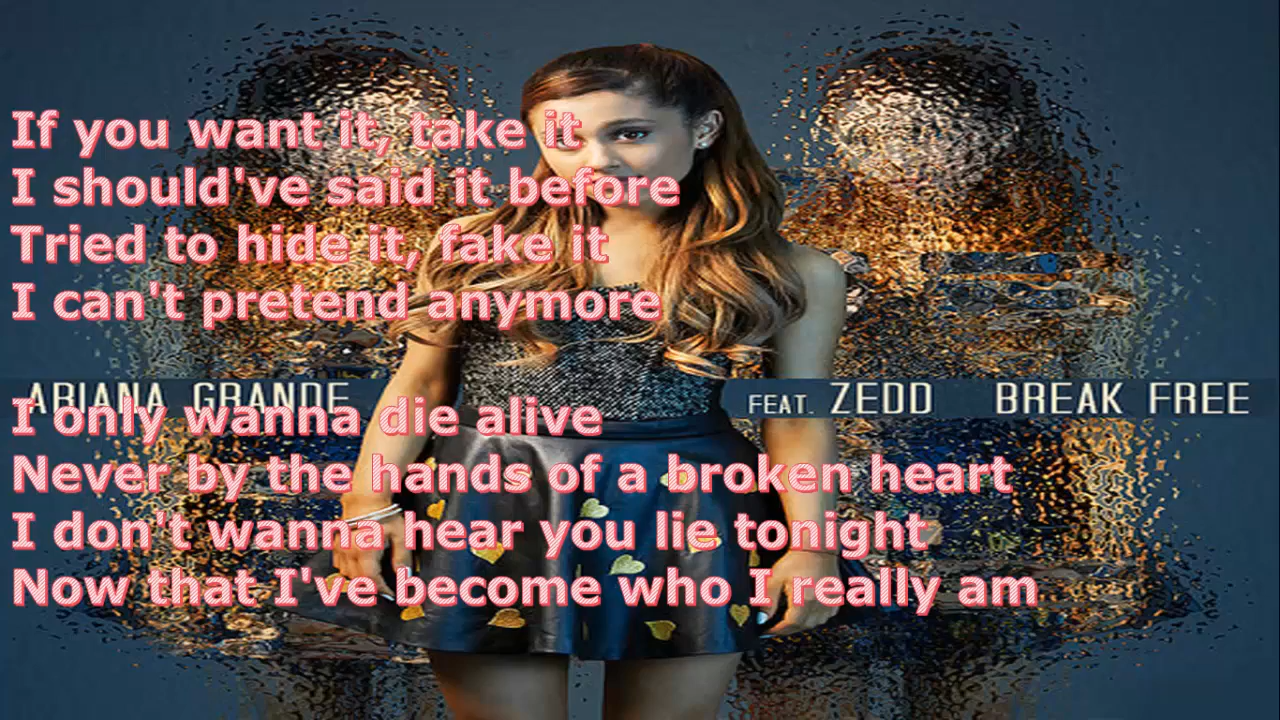 If you want it, take it
I should've said it before
Tried to hide it, fake it
I can't pretend anymore
ARIANA GRANDE FEAT. ZEDD BREAK FREE
I only wanna die alive
Never by the hands of a broken heart
I don't wanna hear you lie tonight
Now that I've become who I really am